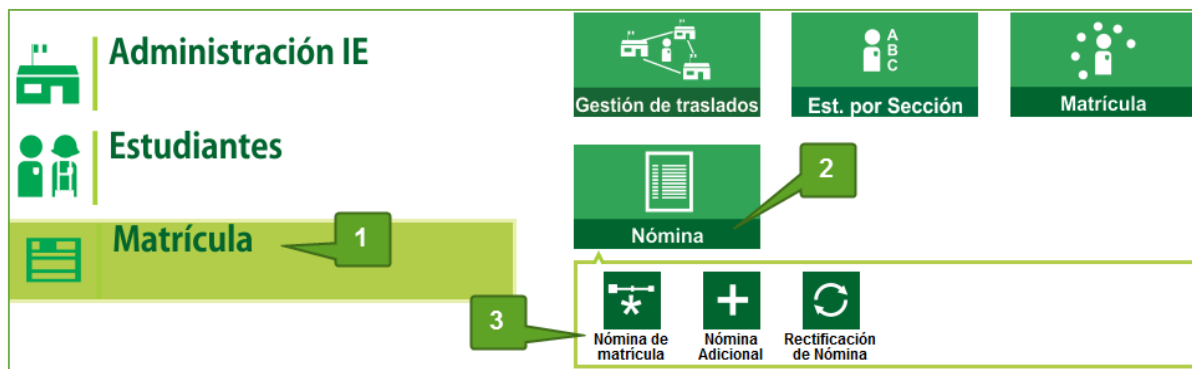 Administración IE
Estudiantes
Matrícula
1
Gestión de traslados
A
B
C
Est. por Sección
Matrícula
2
Nómina
3
Nómina de
matrícula
Nómina
Adicional
Rectificación
de Nómina